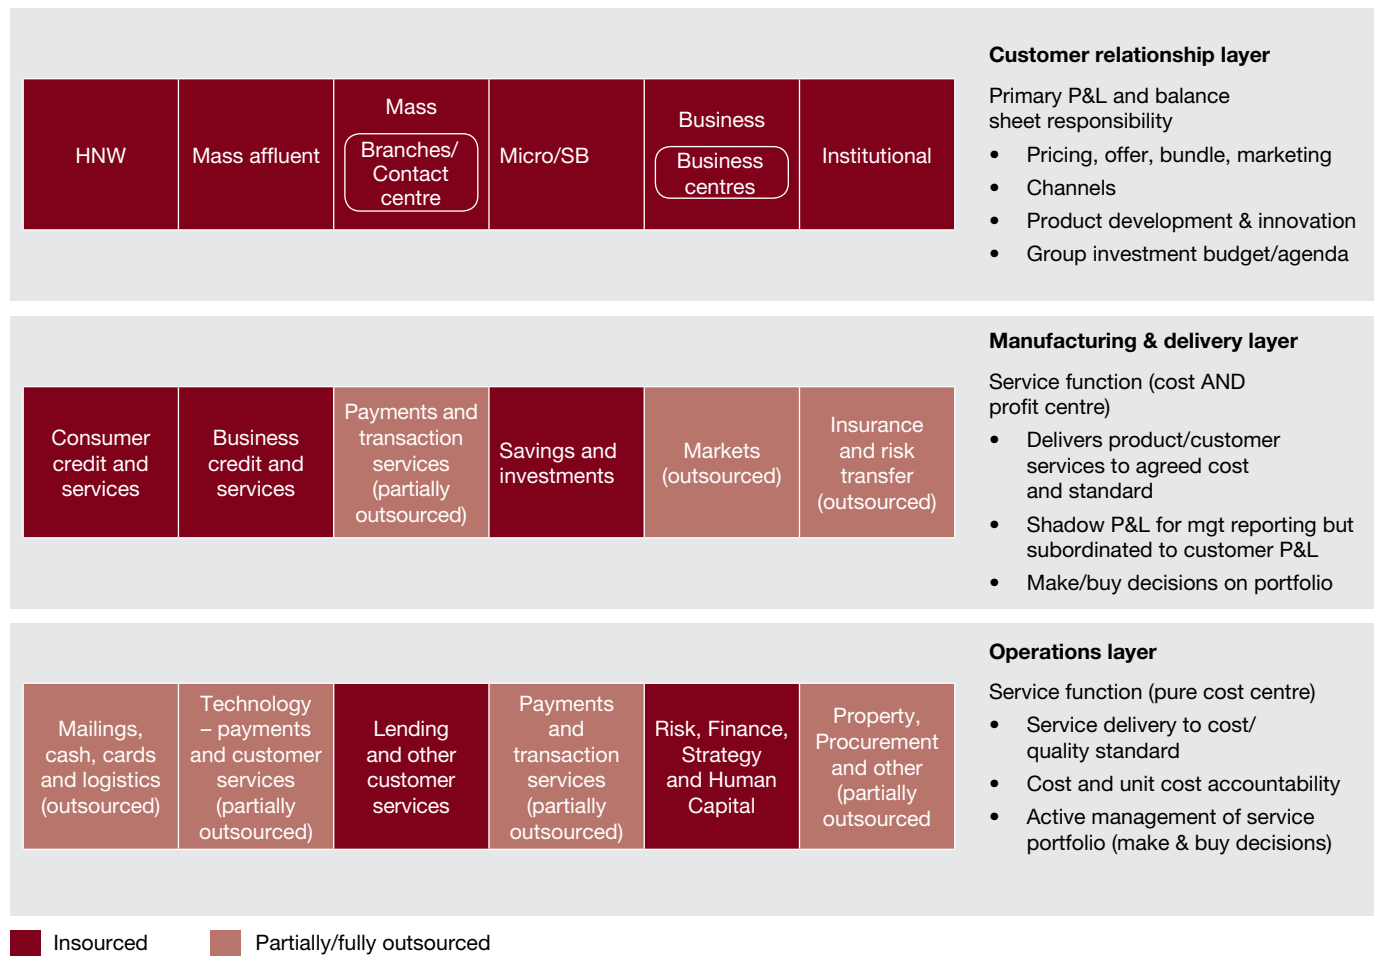 Customer relationship layer
Primary P&L and balance
sheet responsibility
• Pricing, offer, bundle, marketing
• Channels
• Product development & innovation
• Group investment budget/agenda
HNW
Mass affluent
Mass
Branches/
Contact
centre
Micro/SB
Business
Business
centres
Institutional
Manufacturing & delivery layer
Service function (cost AND
profit centre)
• Delivers product/customer
services to agreed cost
and standard
• Shadow P&L for mgt reporting but
subordinated to customer P&L
• Make/buy decisions on portfolio
Consumer
credit and
services
Business
credit and
services
Payments and
transaction
services
(partially
outsourced)
Savings and
investments
Markets
(outsourced)
Insurance
and risk
transfer
(outsourced)
Operations layer
Service function (pure cost centre)
• Service delivery to cost/
quality standard
• Cost and unit cost accountability
• Active management of service
portfolio (make & buy decisions)
Mailings,
cash, cards
and logistics
(outsourced)
Technology
– payments
and customer
services
(partially
outsourced)
Lending
and other
customer
services
Payments
and
transaction
services
(partially
outsourced)
Risk, Finance,
Strategy
and Human
Capital
Property,
Procurement
and other
(partially
outsourced
Insourced
Partially/fully outsourced